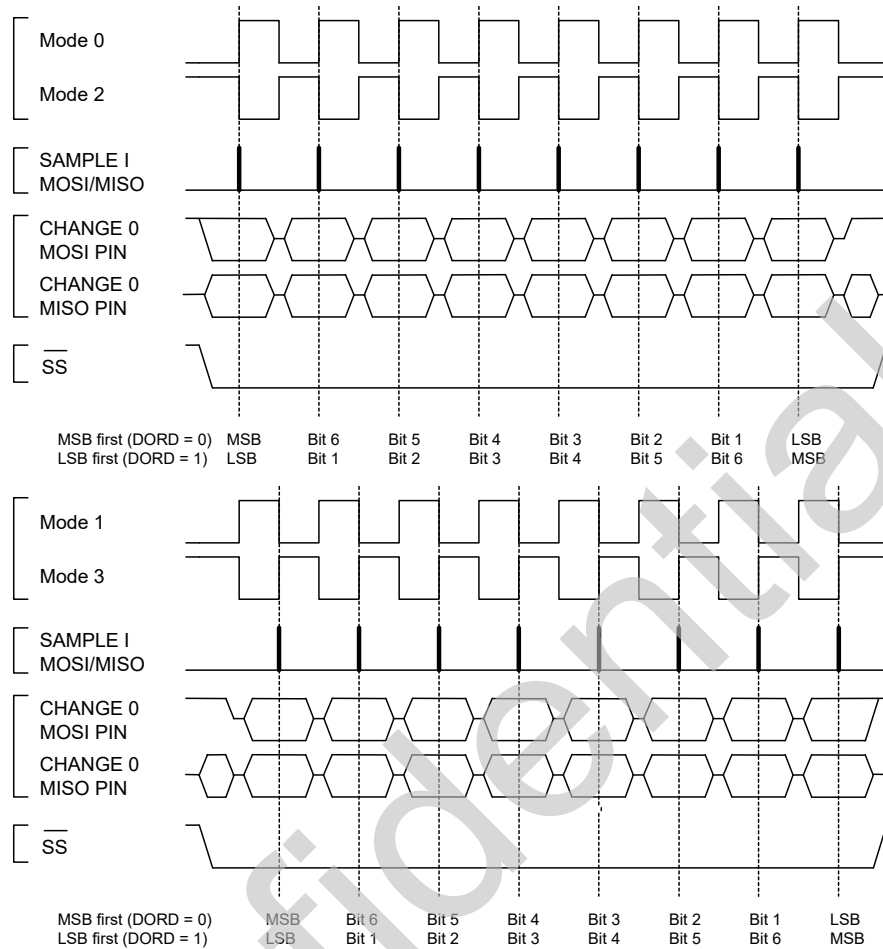 Mode 0
Mode 2
SAMPLE I
MOSI/MISO
CHANGE 0
MOSI PIN
CHANGE 0
MISO PIN
SS
MSB first (DORD = 0) MSB Bit 6 Bit 5 Bit 4 Bit 3 Bit 2 Bit 1 LSB
LSB first (DORD = 1) LSB Bit 1 Bit 2 Bit 3 Bit 4 Bit 5 Bit 6 MSB
Mode 1
Mode 3
SAMPLE I
MOSI/MISO
CHANGE 0
MOSI PIN
CHANGE 0
MISO PIN
SS
MSB first (DORD = 0) MSB Bit 6 Bit 5 Bit 4 Bit 3 Bit 2 Bit 1 LSB
LSB first (DORD = 1) LSB Bit 1 Bit 2 Bit 3 Bit 4 Bit 5 Bit 6 MSB
fidential